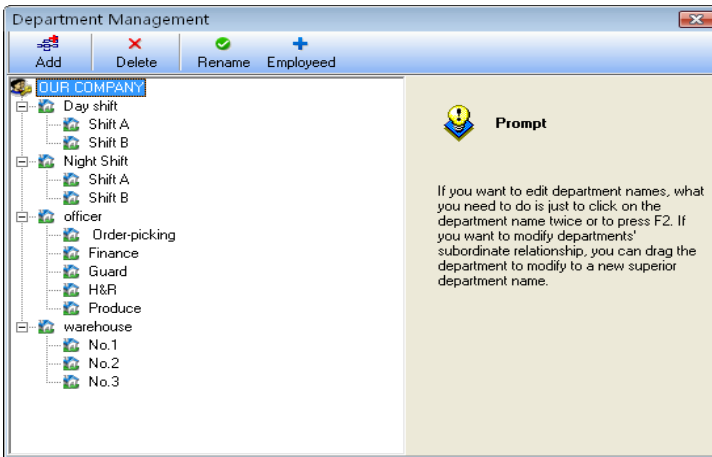 Department Management
Add Delete Rename Employeed
OUR COMPANY
Day shift
Shift A
Shift B
Night Shift
Shift A
Shift B
officer
Order-picking
Finance
Guard
H&R
Produce
warehouse
No.1
No.2
No.3
Prompt
If you want to edit department names, what
you need to do is just to click on the
department name twice or to press F2. If
you want to modify departments'
subordinate relationship, you can drag the
department to modify to a new superior
department name.